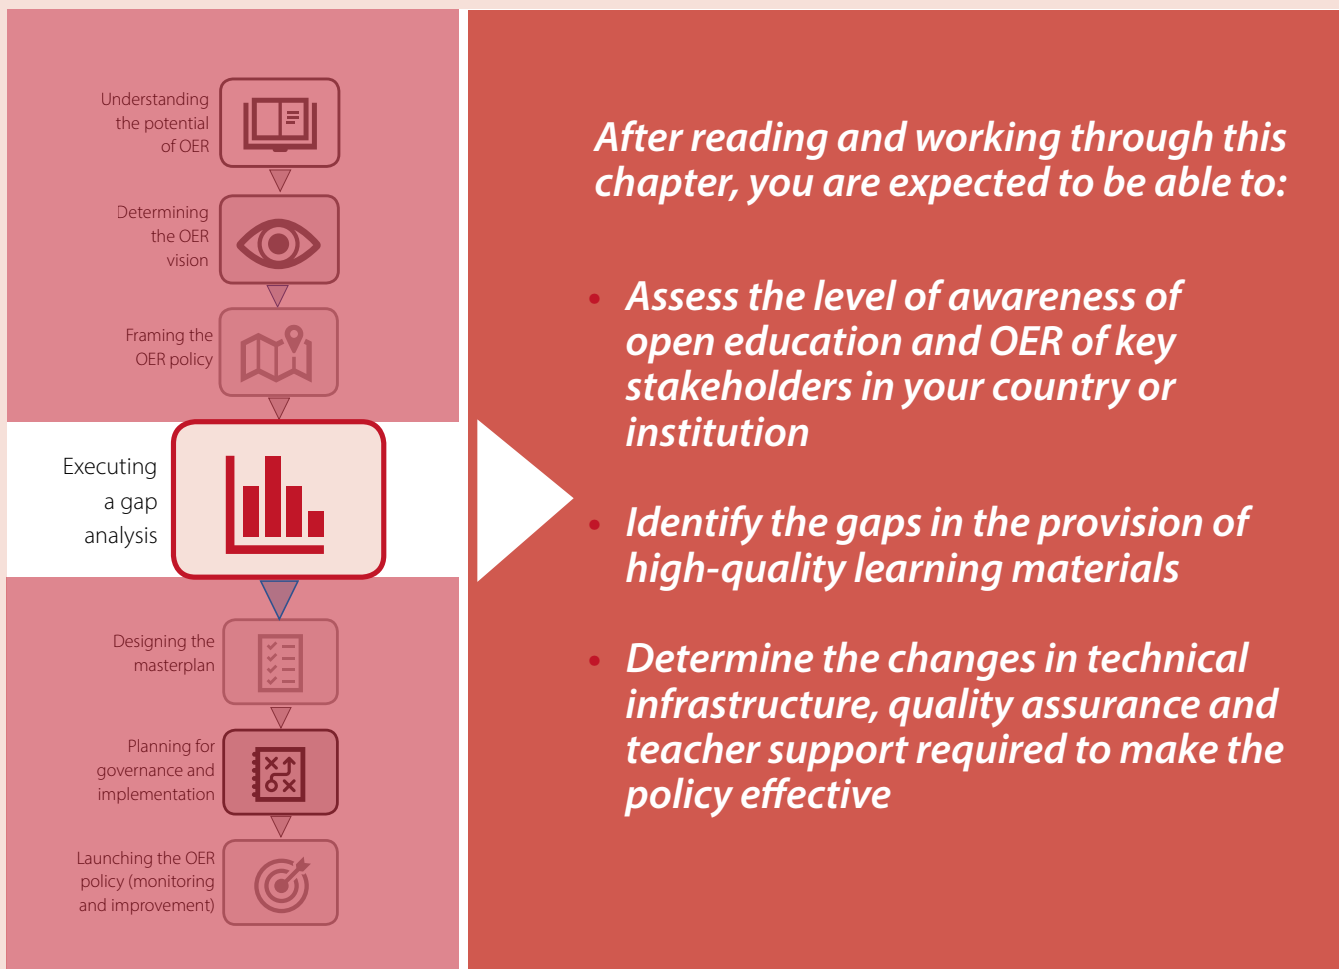 Understanding
the potential
of OER
Determining
the OER
vision
Framing the
OER policy
Executing
a gap
analysis
Designing the
masterplan
Planning for
governance and
implementation
Launching the OER
policy (monitoring
and improvement)
After reading and working through this
chapter, you are expected to be able to:
• Assess the level of awareness of
open education and OER of key
stakeholders in your country or
institution
• Identify the gaps in the provision of
high-quality learning materials
• Determine the changes in technical
infrastructure, quality assurance and
teacher support required to make the
policy effective